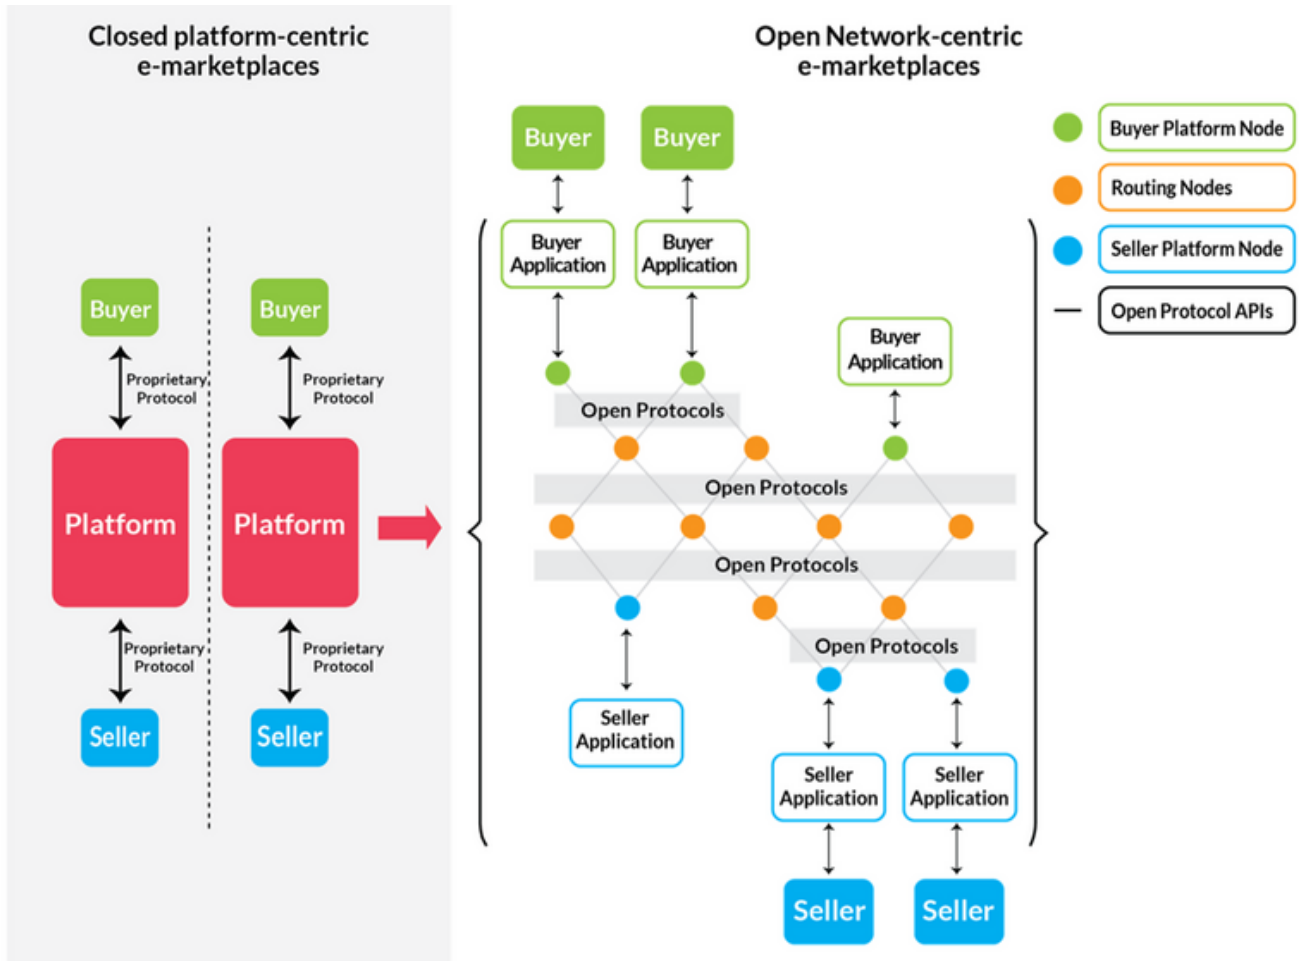 Closed platform-centric
e-marketplaces
Buyer
Buyer
Proprietary
Protocol
Proprietary
Protocol
Platform
Platform
Proprietary
Protocol
Proprietary
Protocol
Seller
Seller
Open Network-centric
e-marketplaces
Buyer
Buyer
Buyer
Application
Buyer
Application
Buyer
Application
Open Protocols
Open Protocols
Open Protocols
Open Protocols
Seller
Application
Seller
Application
Seller
Application
Seller
Seller
Buyer Platform Node
Routing Nodes
Seller Platform Node
Open Protocol APIs